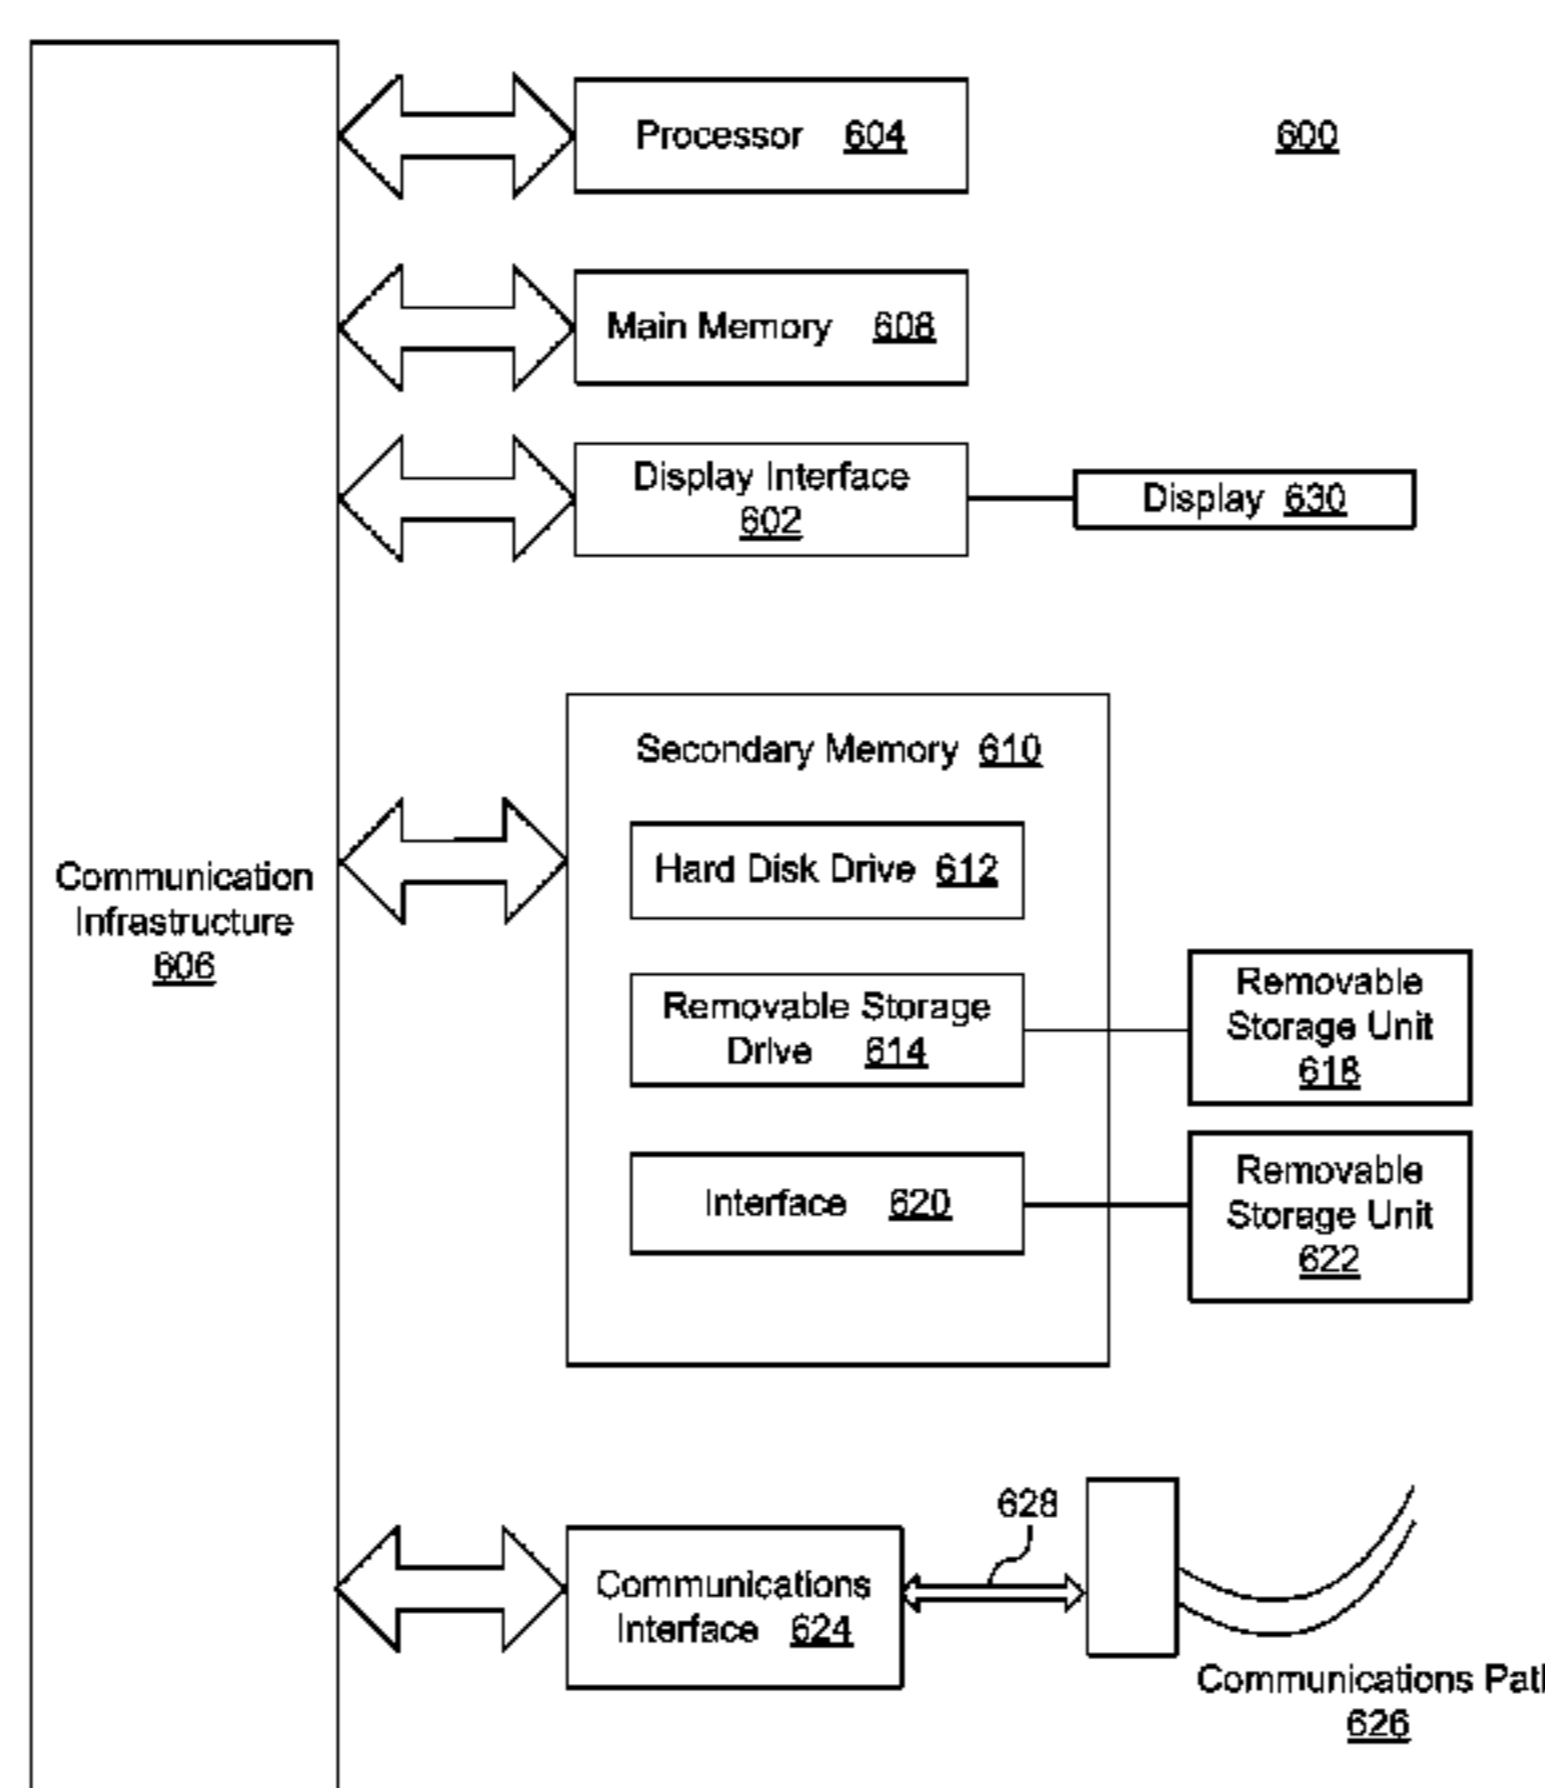 Processor 604
600
Main Memory 608
Display Interface
602
Display 630
Secondary Memory 610
Hard Disk Drive 612
Communication
Infrastructure
606
Removable Storage
Drive 614
Removable
Storage Unit
618
Interface 620
Removable
Storage Unit
622
628
Communications
Interface 624
Communications Pat
626